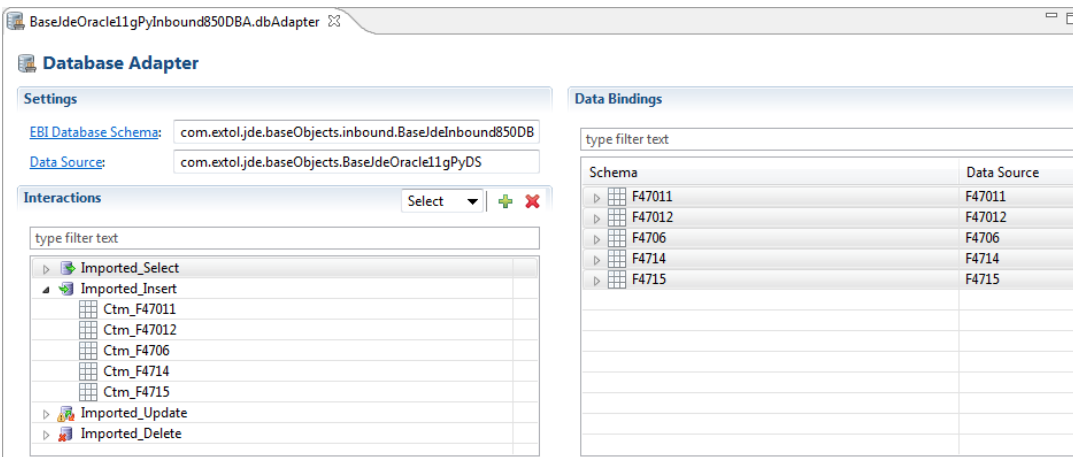 BaseJdeOracle11gPyInbound850DBA.dbAdapter
Database Adapter
Settings
EBI Database Schema: com.extol.jde.baseObjects.inbound.BaseJdeInbound850DB
Data Source: com.extol.jde.baseObjects.BaseJdeOracle11gPyDS
Interactions Select
type filter text
Imported_Select
Imported_Insert
Ctm_F47011
Ctm_F47012
Ctm_F4706
Ctm_F4714
Ctm_F4715
Imported_Update
Imported_Delete
Data Bindings
type filter text
Schema Data Source
F47011 F47011
F47012 F47012
F4706 F4706
F4714 F4714
F4715 F4715